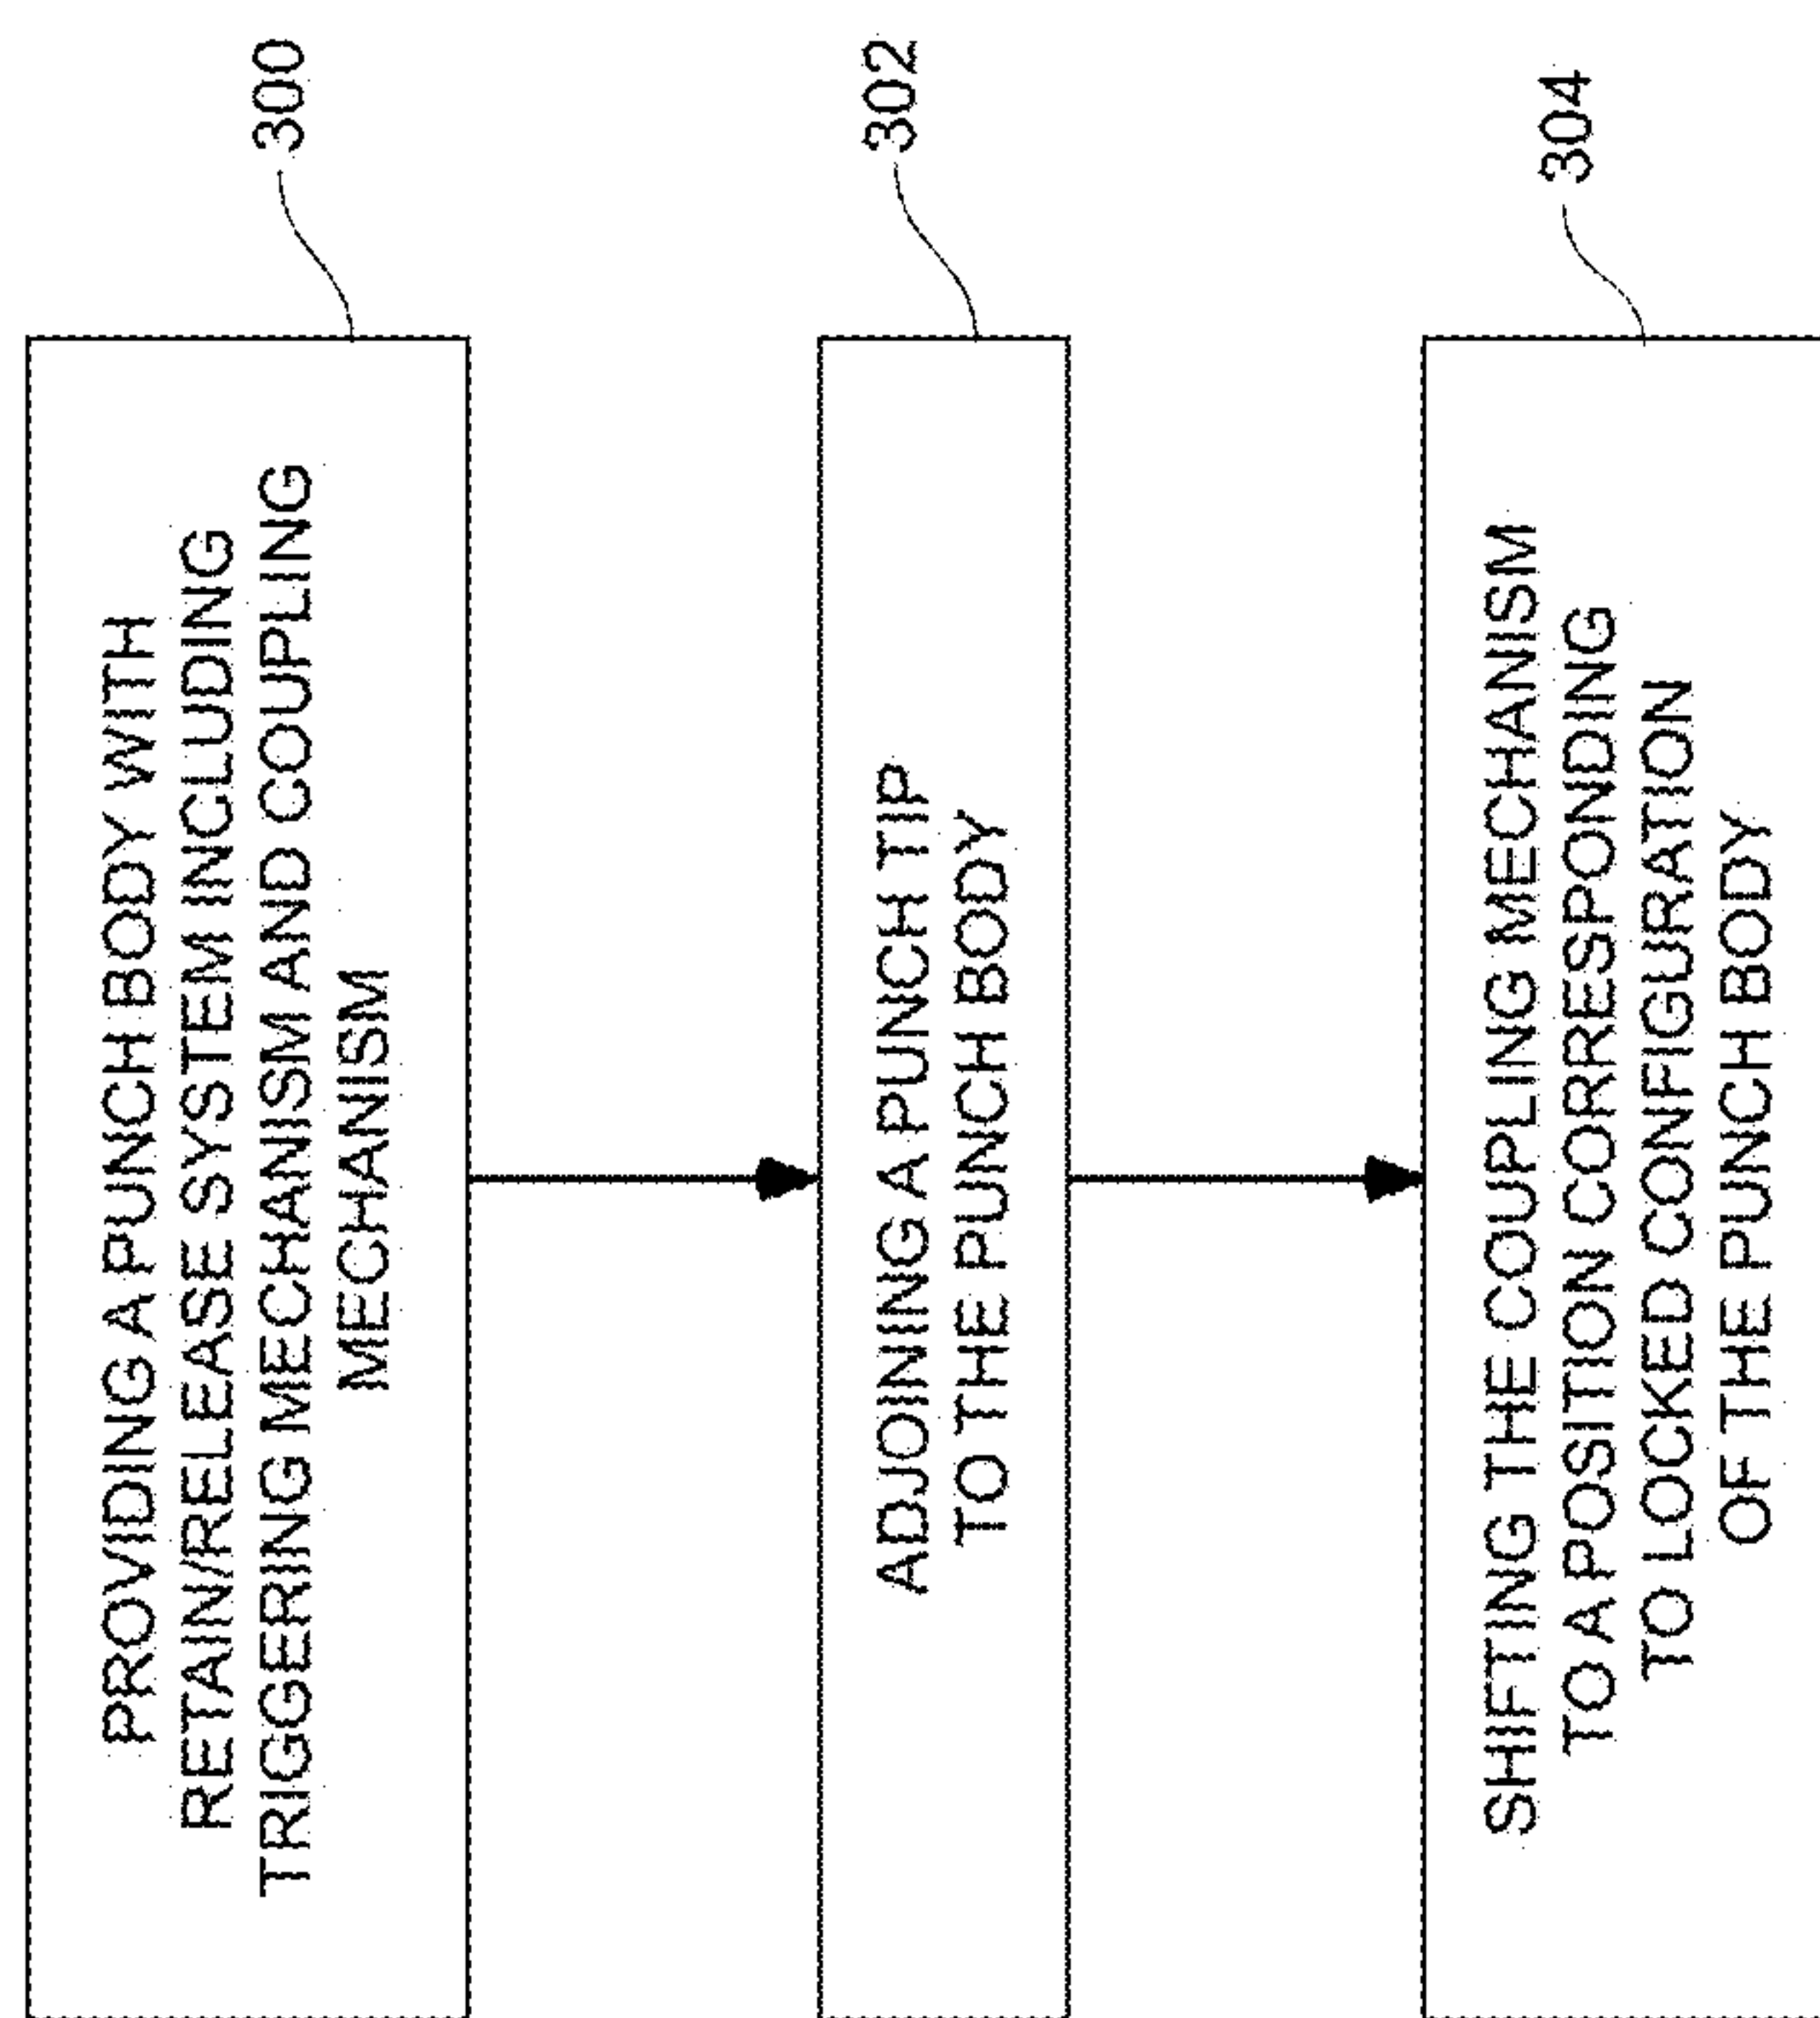 PROVIDING A PUNCH BODY WITH
RETAIN/RELEASE SYSTEM INCLUDING
TRIGGERING MECHANISM AND COUPLING
MECHANISM
300
ADJOINING A PUNCH TIP
TO THE PUNCH BODY
302
SHIFTING THE COUPLING MECHANISM
TO A POSITION CORRESPONDING
TO LOCKED CONFIGURATION
OF THE PUNCH BODY
304